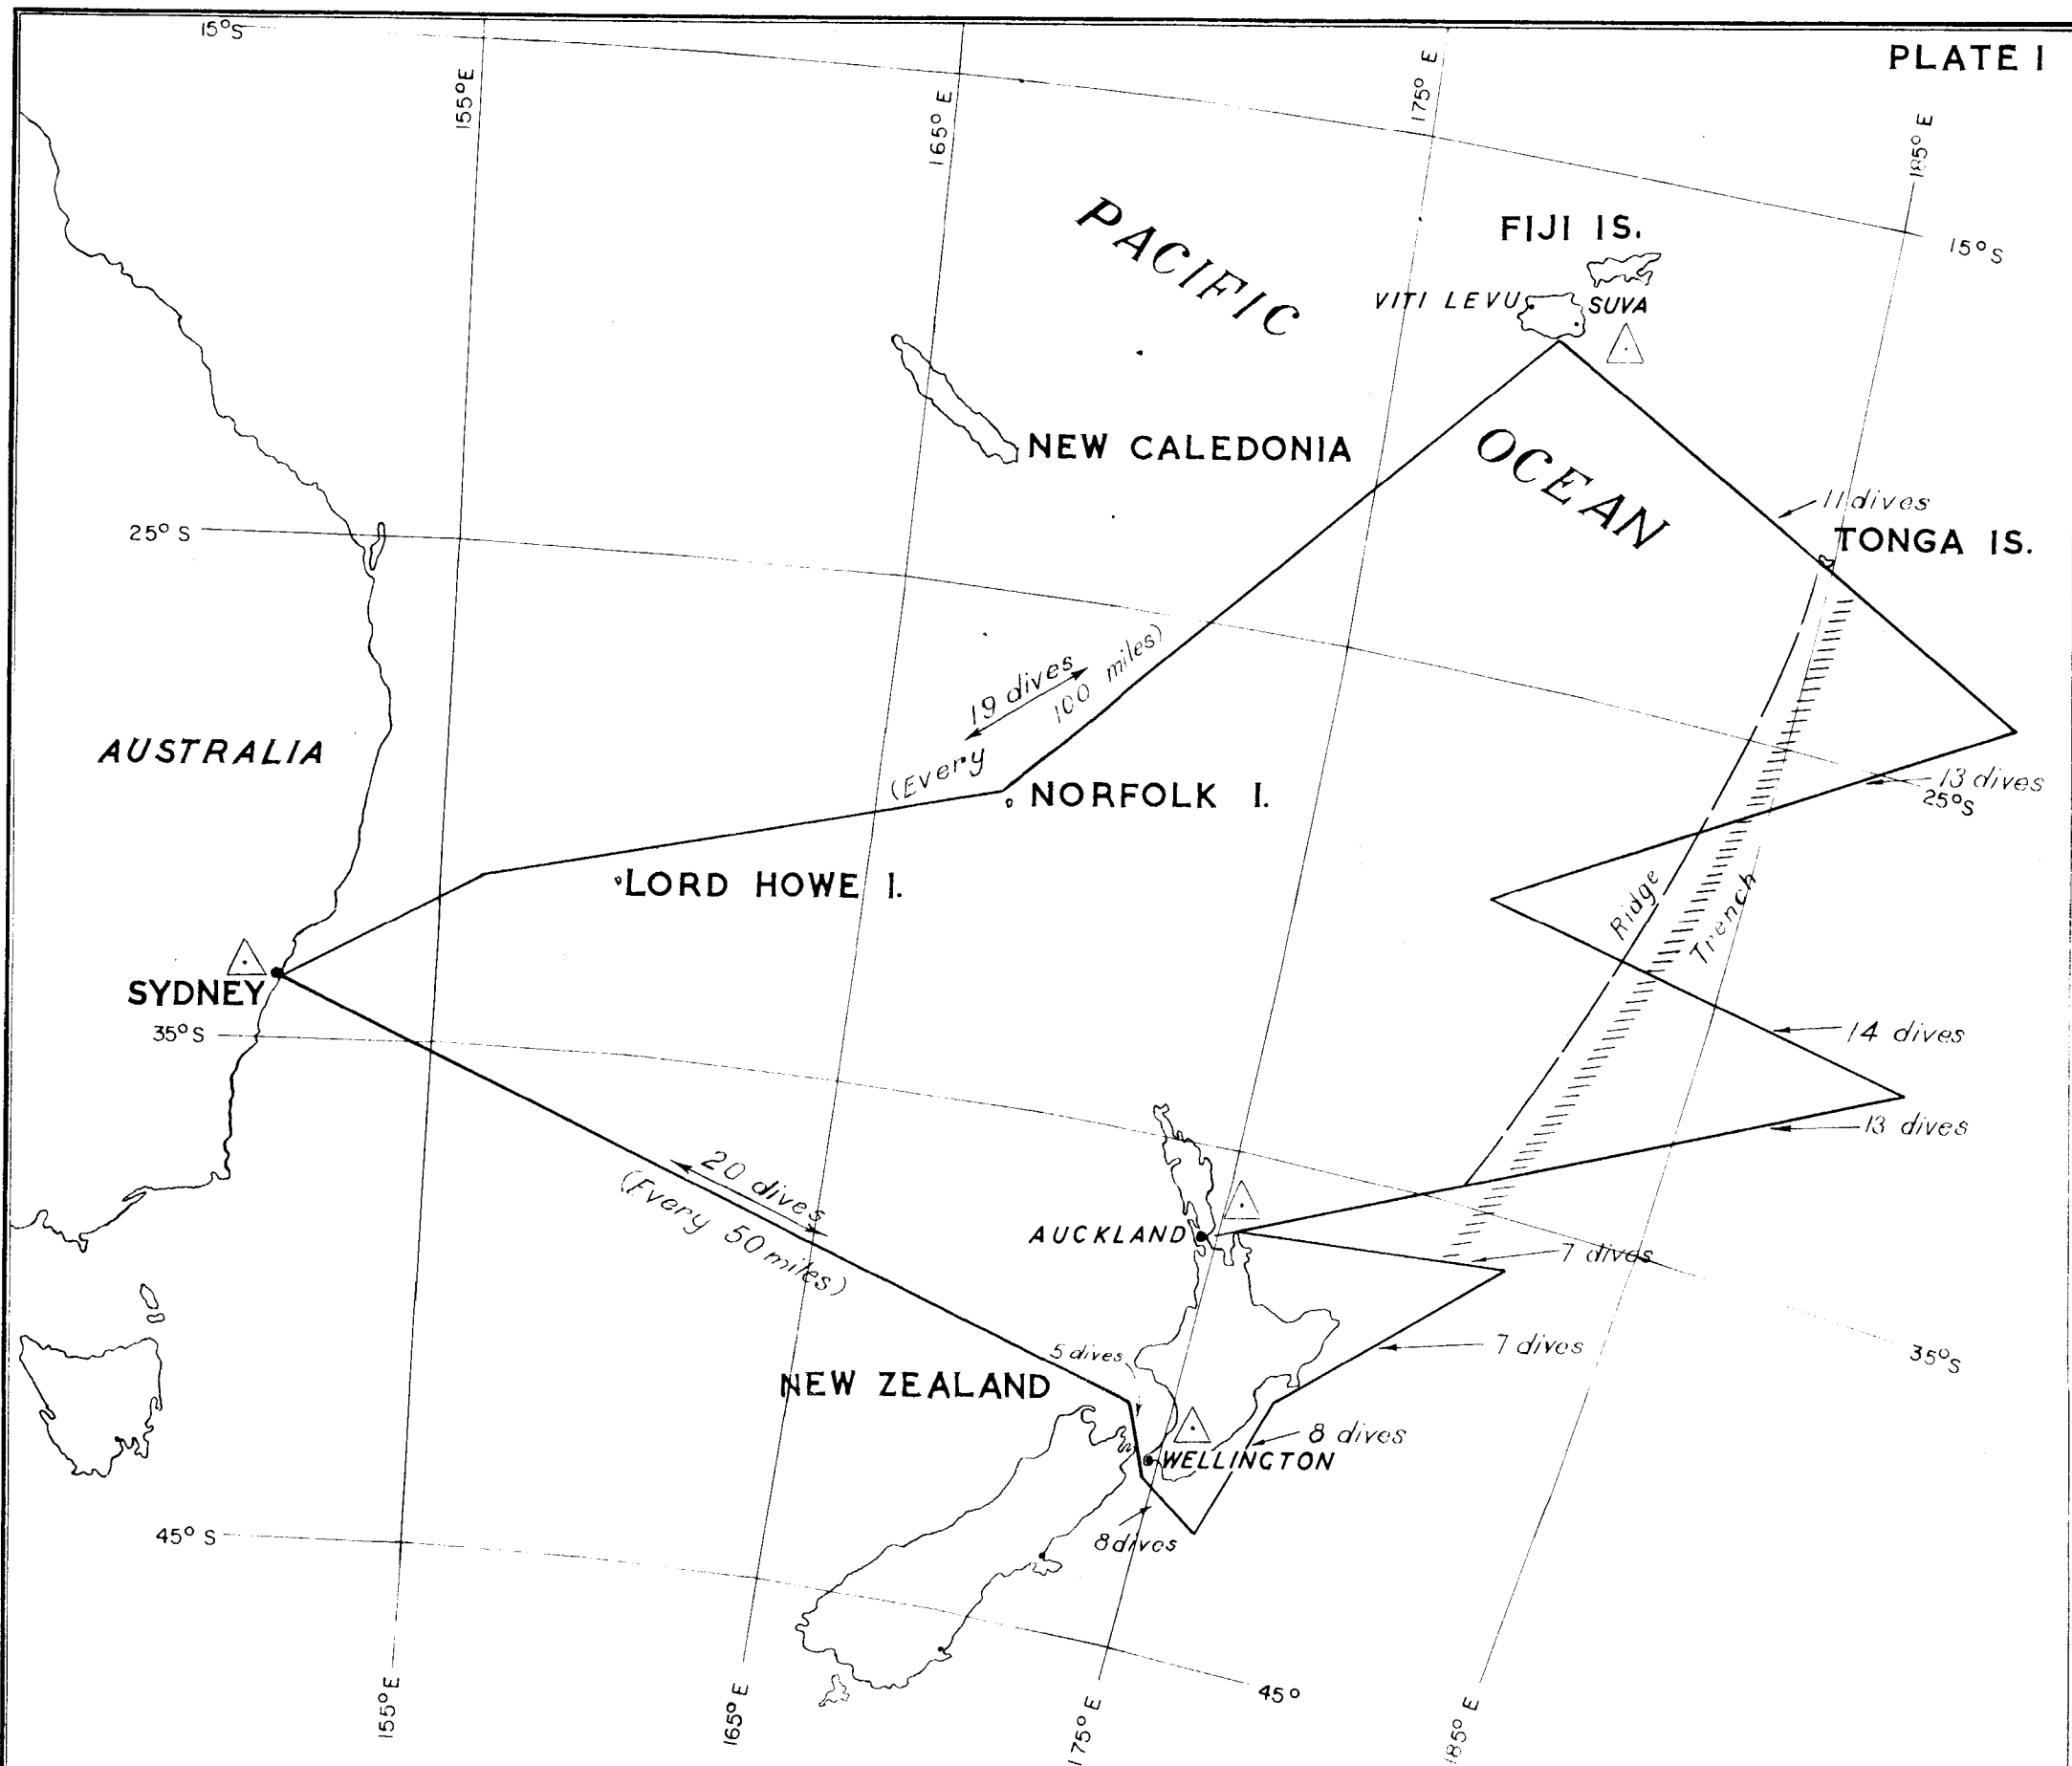 PLATE I
15°S
155°E
165° E
175° E
185° E
15°S
PACIFIC
OCEAN
FIJI IS.
VITI LEVU
SUVA
NEW CALEDONIA
25° S
11 dives
TONGA IS.
19 dives
(Every 100 miles)
AUSTRALIA
NORFOLK I.
13 dives
25°S
LORD HOWE I.
Ridge
Trench
SYDNEY
35°S
14 dives
13 dives
20 dives
(Every 50 miles)
AUCKLAND
7 dives
7 dives
35°S
5 dives
NEW ZEALAND
8 dives
WELLINGTON
8 dives
45° S
45°
155°E
165° E
175° E
185° E